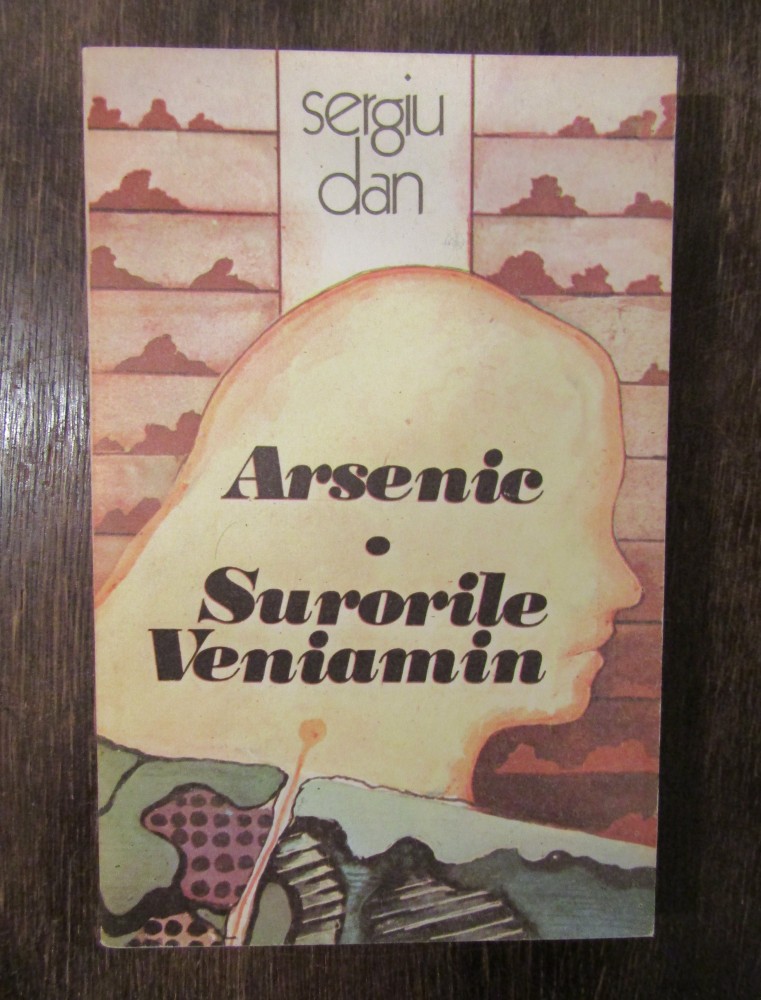 sergiu
dan
Arsenic
•
Surorile
Veniamin